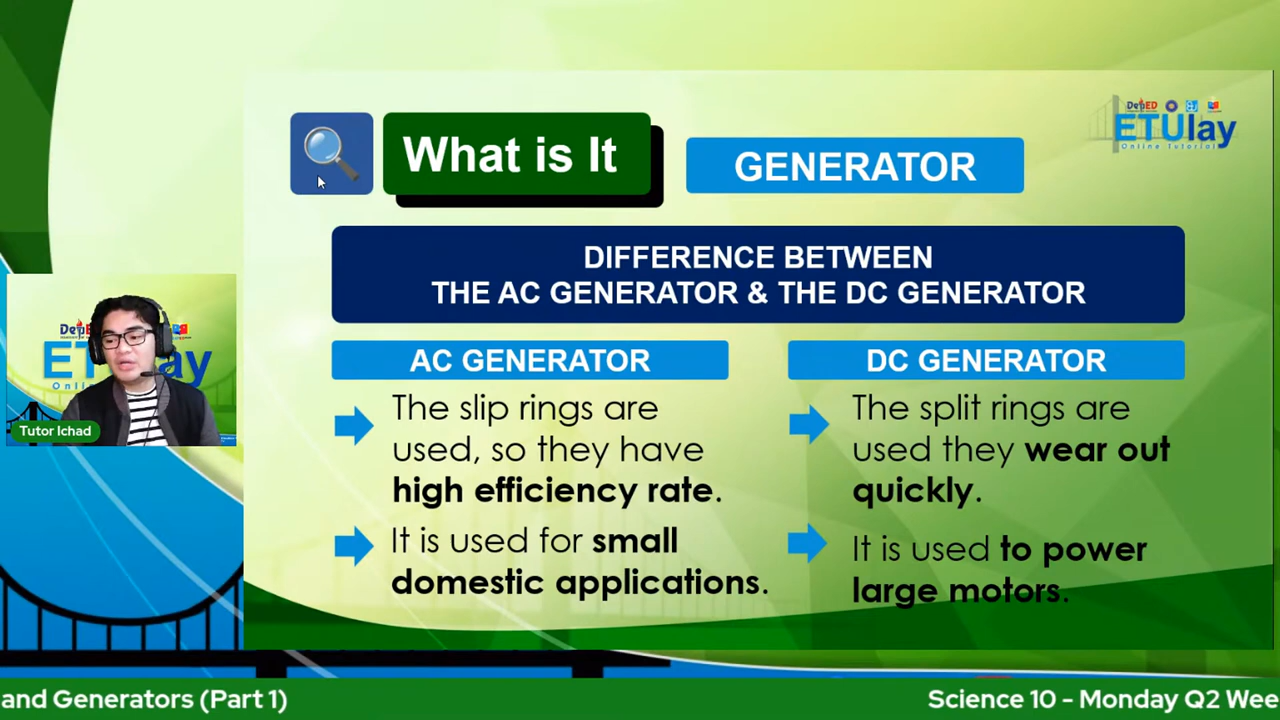 What is It
GENERATOR
DepED
ETUlay
Online Tutorial
DIFFERENCE BETWEEN
THE AC GENERATOR & THE DC GENERATOR
AC GENERATOR
The slip rings are
used, so they have
high efficiency rate.
It is used for small
domestic applications.
DC GENERATOR
The split rings are
used they wear out
quickly.
It is used to power
large motors.
Tutor Ichad
and Generators (Part 1)
Science 10 - Monday Q2 Wee